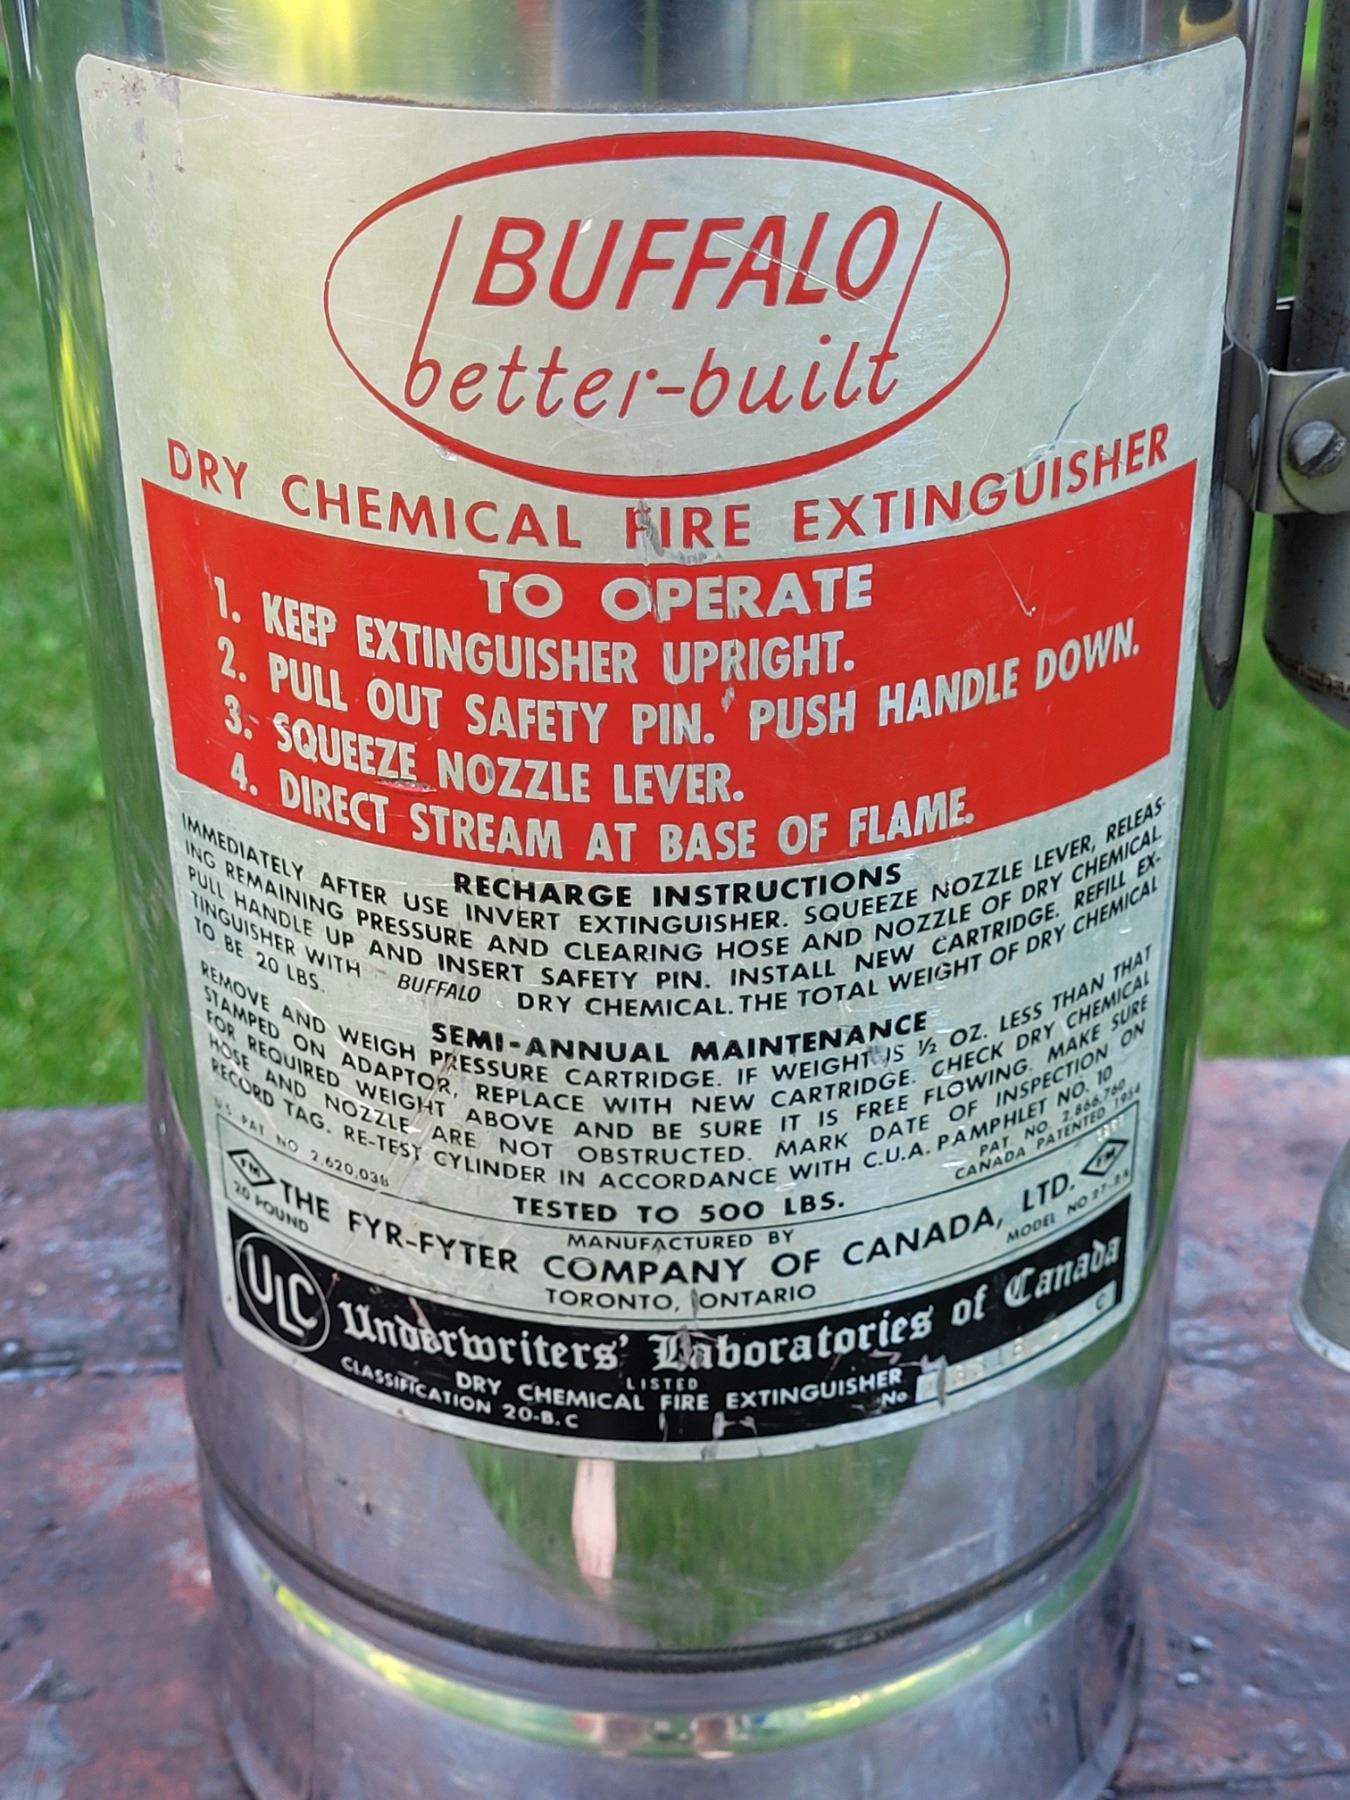 BUFFALO
better-built
DRY CHEMICAL FIRE EXTINGUISHER
TO OPERATE
1. KEEP EXTINGUISHER UPRIGHT.
2. PULL OUT SAFETY PIN. PUSH HANDLE DOWN.
3. SQUEEZE NOZZLE LEVER.
4. DIRECT STREAM AT BASE OF FLAME.
RECHARGE INSTRUCTIONS
IMMEDIATELY AFTER USE INVERT EXTINGUISHER. SQUEEZE NOZZLE LEVER, RELEAS-
ING REMAINING PRESSURE AND CLEARING HOSE AND NOZZLE OF DRY CHEMICAL.
PULL HANDLE UP AND INSERT SAFETY PIN. INSTALL NEW CARTRIDGE. REFILL EX-
TINGUISHER WITH BUFFALO DRY CHEMICAL. THE TOTAL WEIGHT OF DRY CHEMICAL
TO BE 20 LBS.
SEMI-ANNUAL MAINTENANCE
REMOVE AND WEIGH PRESSURE CARTRIDGE. IF WEIGHT IS ½ OZ. LESS THAN THAT
STAMPED ON ADAPTOR, REPLACE WITH NEW CARTRIDGE. CHECK DRY CHEMICAL
FOR REQUIRED WEIGHT ABOVE AND BE SURE IT IS FREE FLOWING. MAKE SURE
HOSE AND NOZZLE ARE NOT OBSTRUCTED. MARK DATE OF INSPECTION ON
RECORD TAG. RE-TEST CYLINDER IN ACCORDANCE WITH C.U.A. PAMPHLET NO. 10
U.S. PAT. NO. 2,620,038
PAT. NO. 2,866,760
CANADA PATENTED 1954
TESTED TO 500 LBS.
FM
FM
MANUFACTURED BY
THE FYR-FYTER COMPANY OF CANADA, LTD.
20 POUND
TORONTO, ONTARIO
MODEL NO
ULC
Underwriters' Laboratories of Canada
LISTED
DRY CHEMICAL FIRE EXTINGUISHER
No
C
CLASSIFICATION 20-B.C